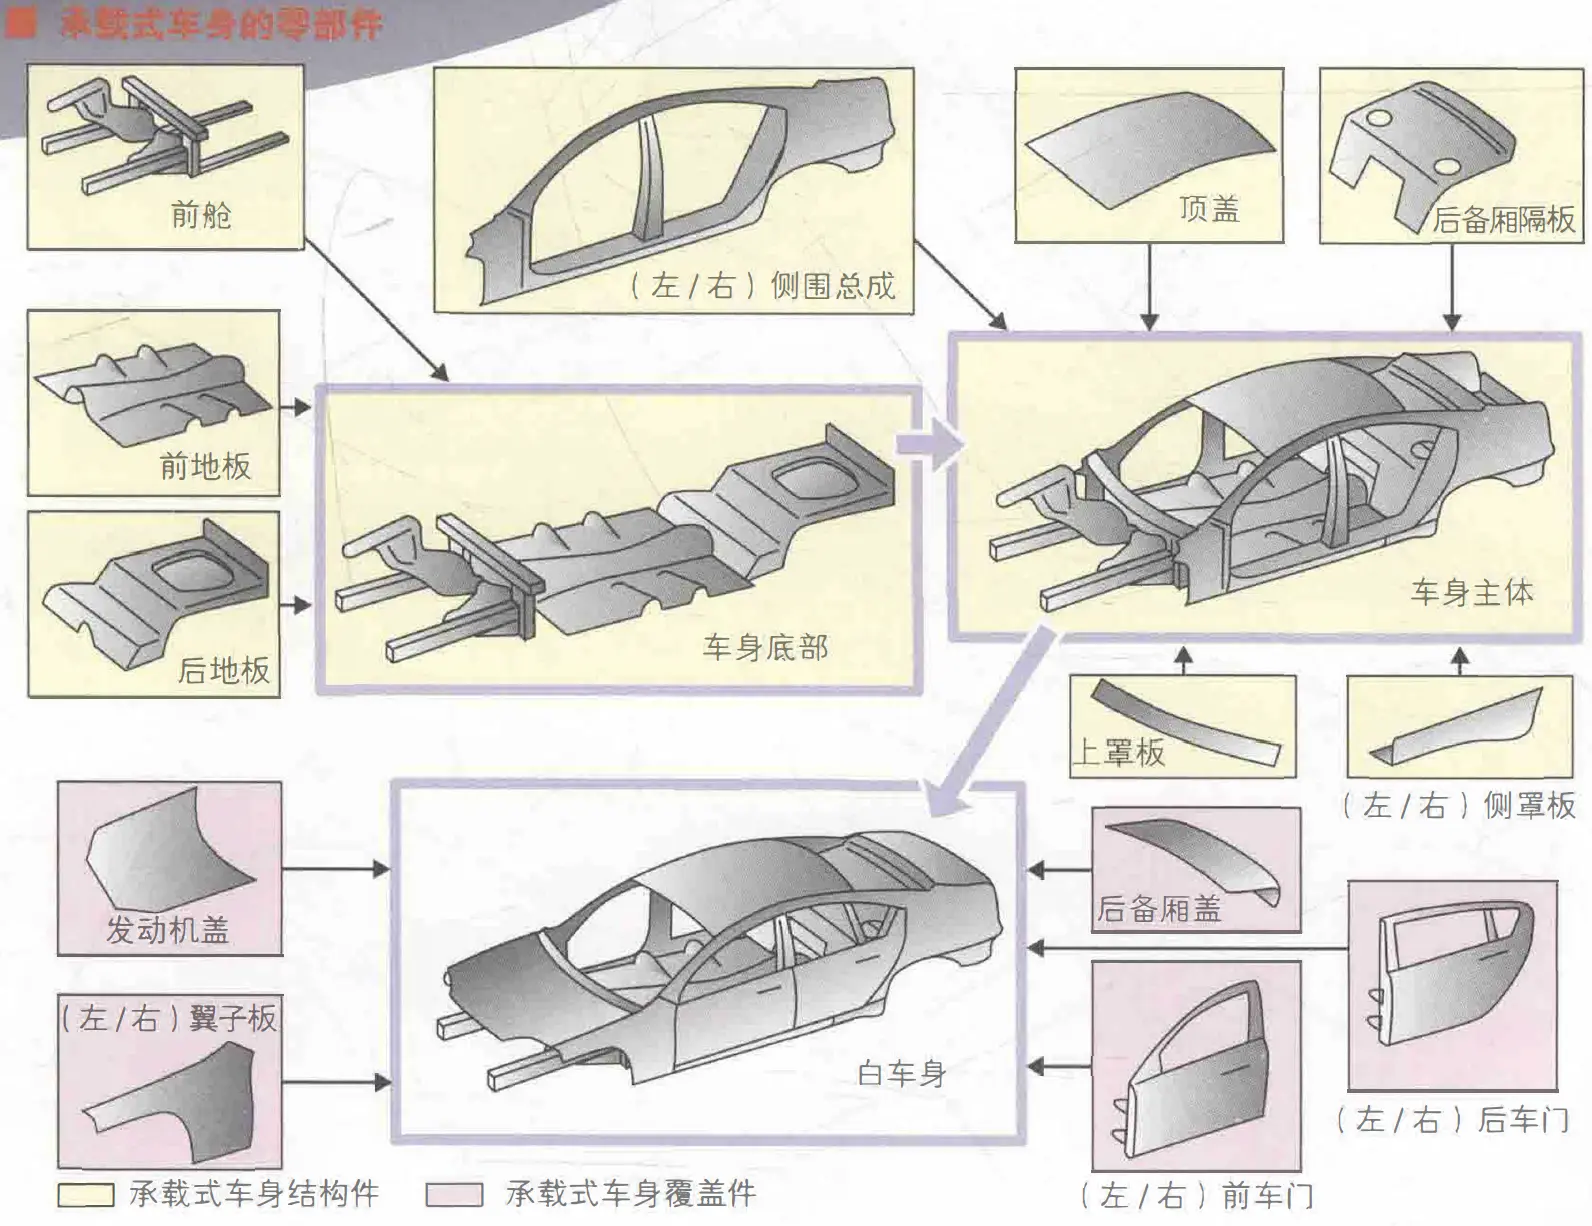 承载式车身的零部件
前舱
(左/右)侧围总成
顶盖
后备厢隔板
前地板
后地板
车身底部
车身主体
上罩板
(左/右)侧罩板
发动机盖
(左/右)翼子板
白车身
后备厢盖
(左/右)后车门
(左/右)前车门
承载式车身结构件
承载式车身覆盖件